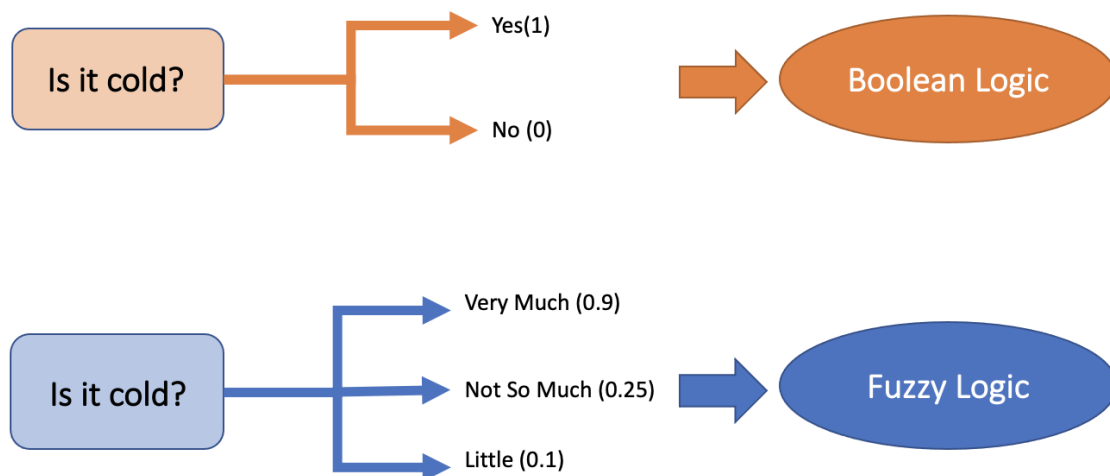 Is it cold?
Yes(1)
No (0)
Boolean Logic
Is it cold?
Very Much (0.9)
Not So Much (0.25)
Little (0.1)
Fuzzy Logic